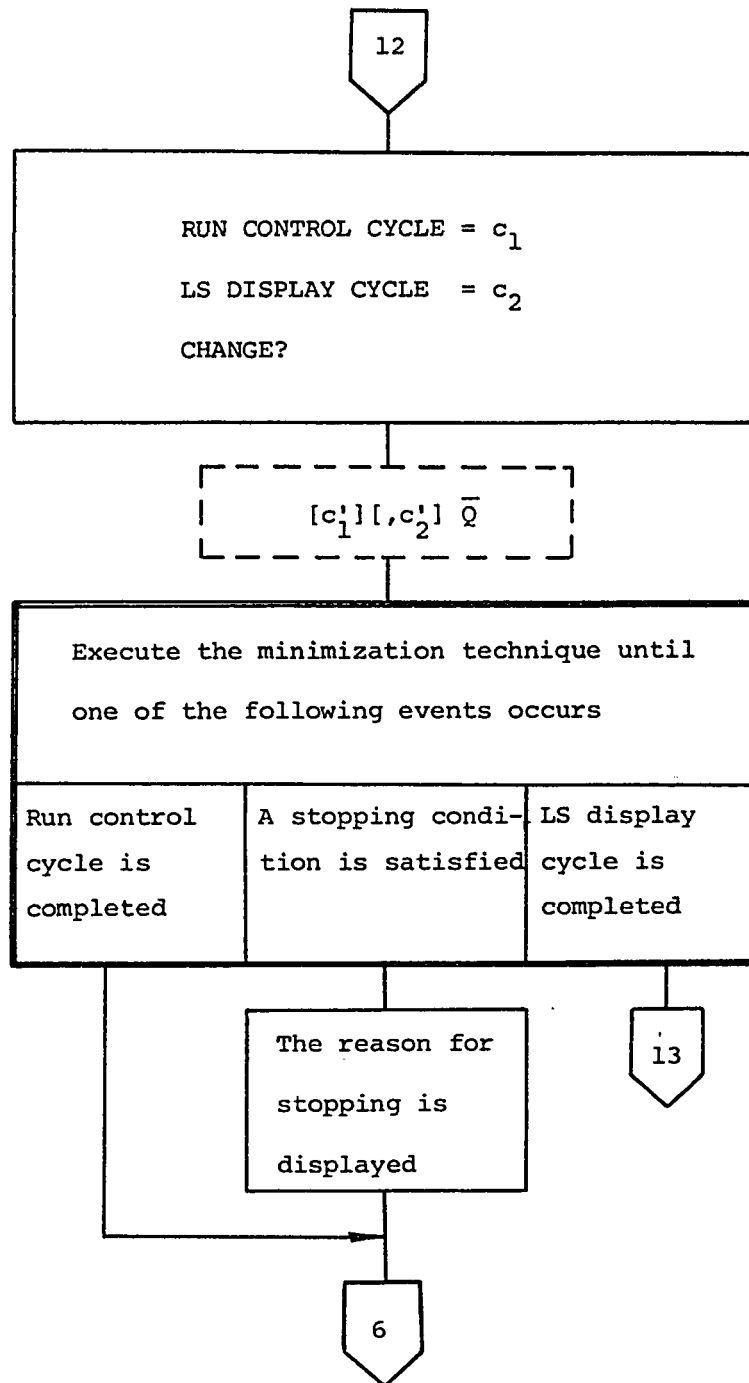 12
RUN CONTROL CYCLE = c₁
LS DISPLAY CYCLE = c₂
CHANGE?
[c₁'][,c₂'] Q̅
Execute the minimization technique until
one of the following events occurs
Run control
cycle is
completed
A stopping condi-
tion is satisfied
LS display
cycle is
completed
The reason for
stopping is
displayed
13
6